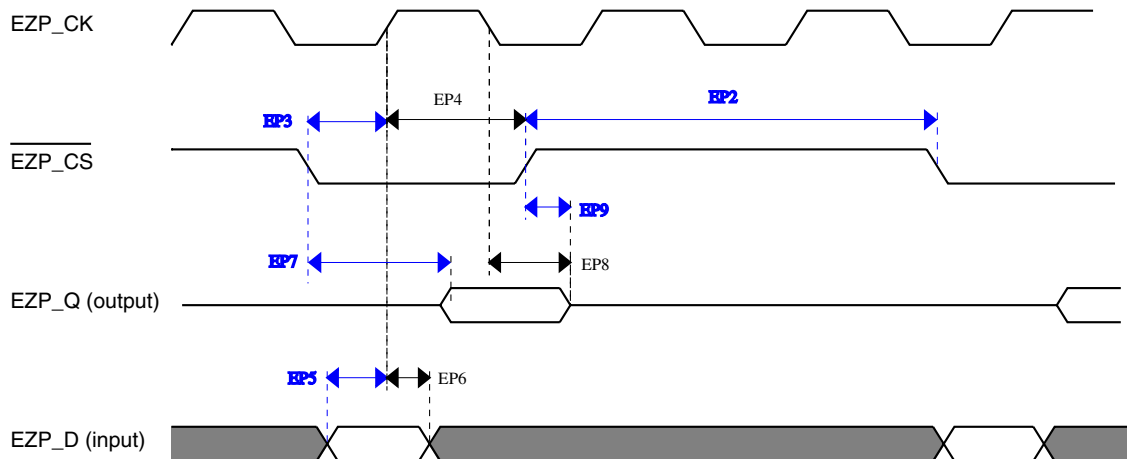 EZP_CK
EP4
EP2
EP3
EZP_CS
EP9
EP7
EP8
EZP_Q (output)
EP5
EP6
EZP_D (input)